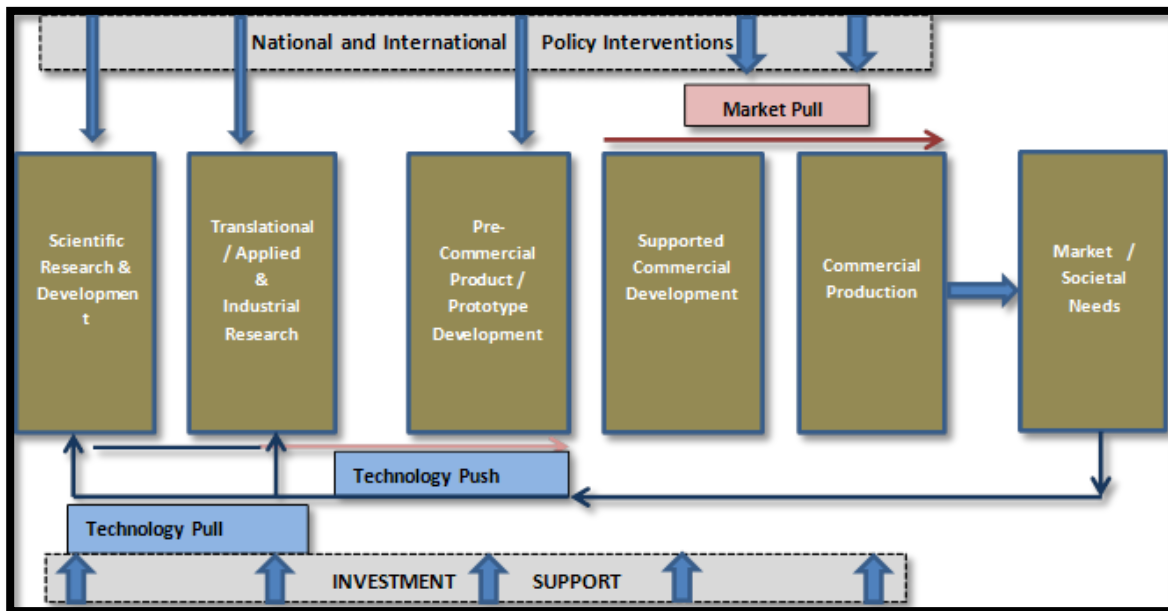 National and International Policy Interventions
Market Pull
Scientific
Research &
Developmen
t
Translational
/ Applied
&
Industrial
Research
Pre-
Commercial
Product /
Prototype
Development
Supported
Commercial
Development
Commercial
Production
Market /
Societal
Needs
Technology Push
Technology Pull
INVESTMENT SUPPORT